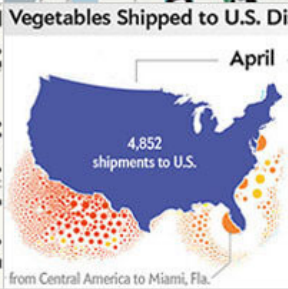 Vegetables Shipped to U.S. Di
April
4,852
shipments to U.S.
from Central America to Miami, Fla.